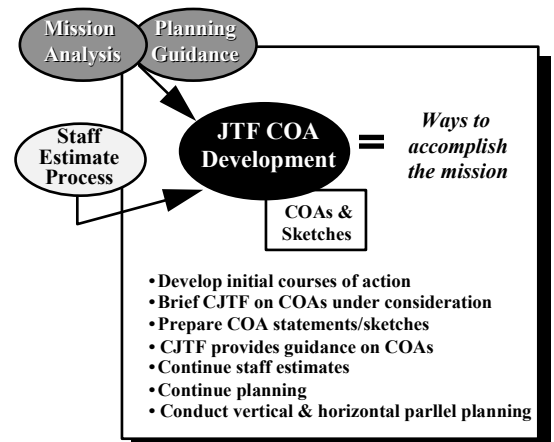 Mission
Analysis
Planning
Guidance
Staff
Estimate
Process
JTF COA
Development
=
Ways to
accomplish
the mission
COAs &
Sketches
•Develop initial courses of action
•Brief CJTF on COAs under consideration
•Prepare COA statements/sketches
•CJTF provides guidance on COAs
•Continue staff estimates
•Continue planning
•Conduct vertical & horizontal parllel planning